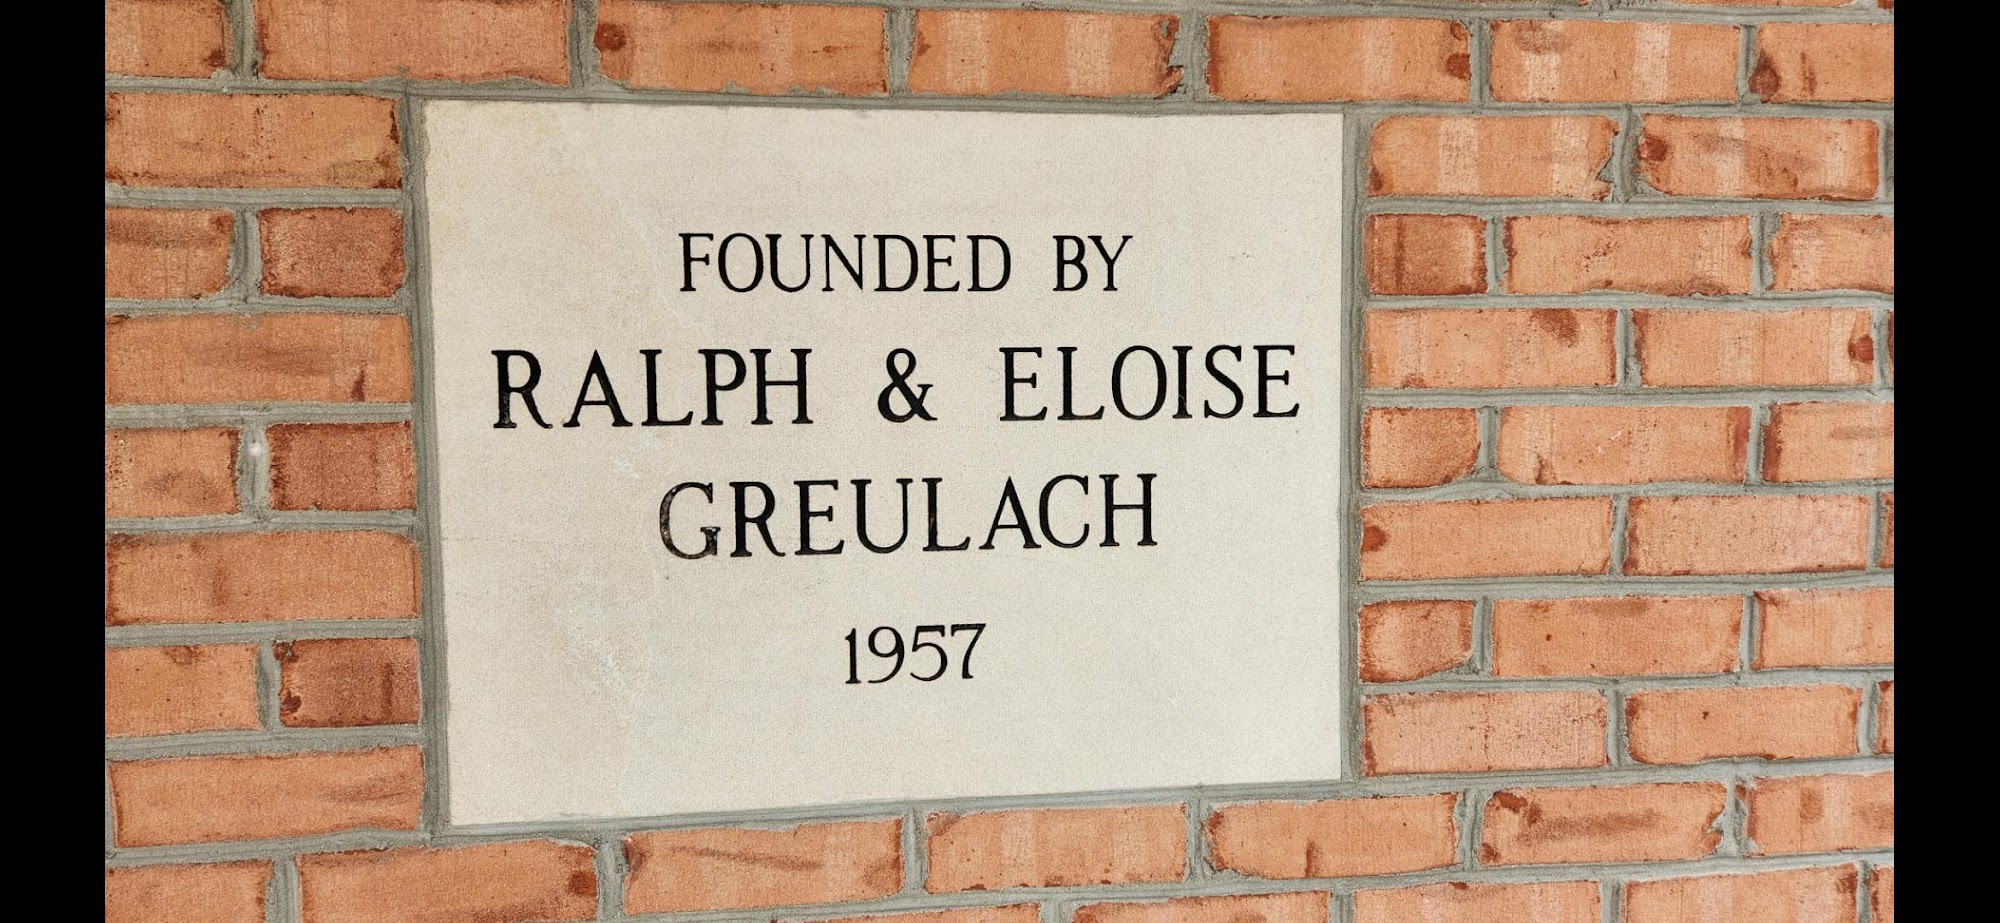 FOUNDED BY
RALPH & ELOISE
GREULACH
1957